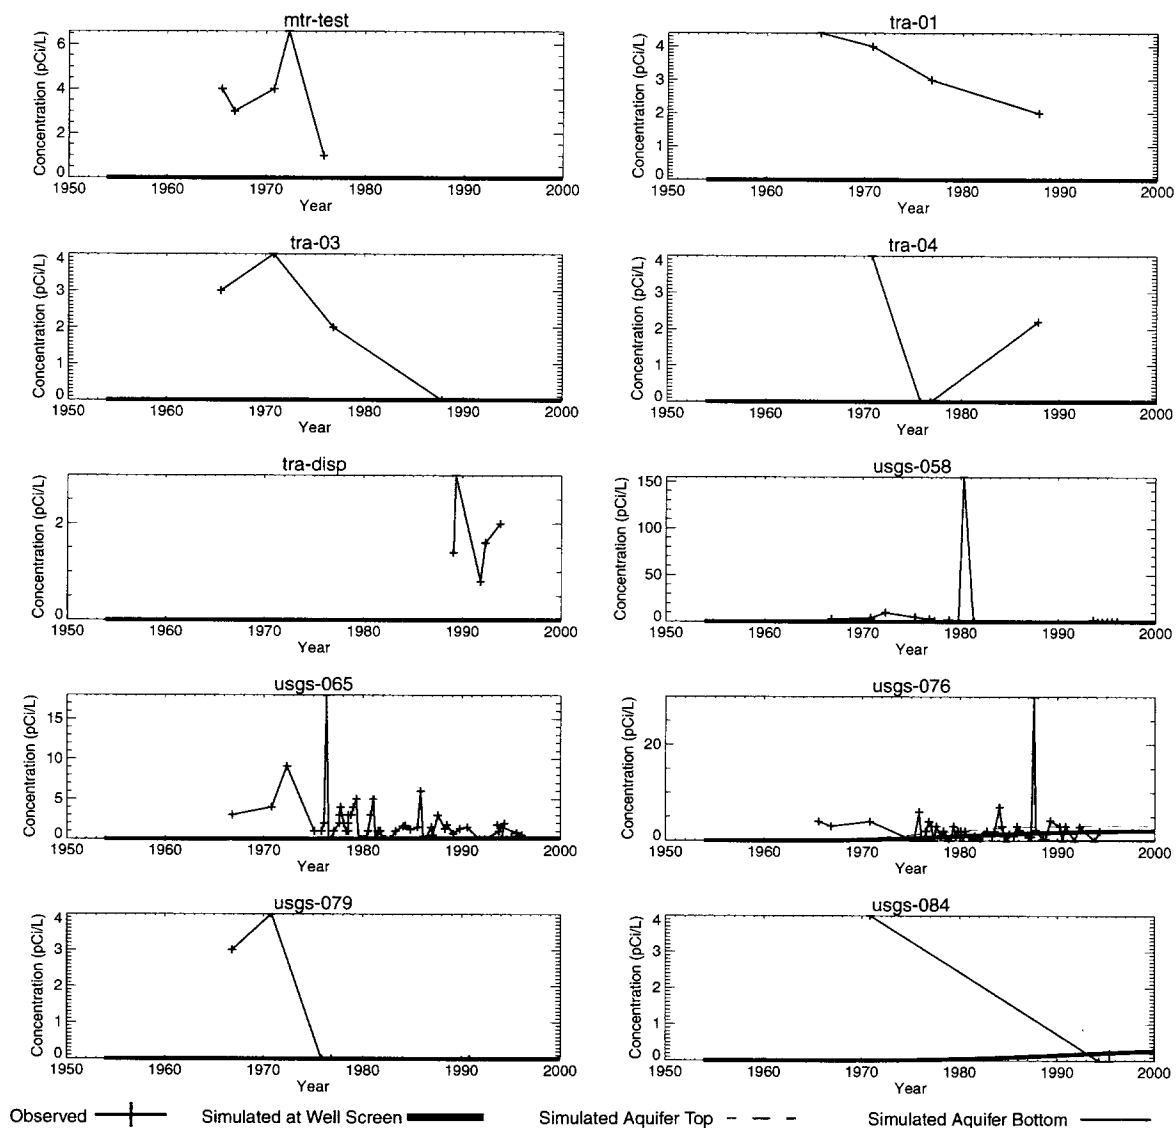 mtr-test
Concentration (pCi/L)
6
4
2
0
1950 1960 1970 1980 1990 2000
Year
tra-01
Concentration (pCi/L)
4
3
2
1
0
1950 1960 1970 1980 1990 2000
Year
tra-03
Concentration (pCi/L)
4
3
2
1
0
1950 1960 1970 1980 1990 2000
Year
tra-04
Concentration (pCi/L)
4
3
2
1
0
1950 1960 1970 1980 1990 2000
Year
tra-disp
Concentration (pCi/L)
2
0
1950 1960 1970 1980 1990 2000
Year
usgs-058
Concentration (pCi/L)
150
100
50
0
1950 1960 1970 1980 1990 2000
Year
usgs-065
Concentration (pCi/L)
15
10
5
0
1950 1960 1970 1980 1990 2000
Year
usgs-076
Concentration (pCi/L)
20
0
1950 1960 1970 1980 1990 2000
Year
usgs-079
Concentration (pCi/L)
4
3
2
1
0
1950 1960 1970 1980 1990 2000
Year
usgs-084
Concentration (pCi/L)
4
3
2
1
0
1950 1960 1970 1980 1990 2000
Year
Observed Simulated at Well Screen Simulated Aquifer Top Simulated Aquifer Bottom